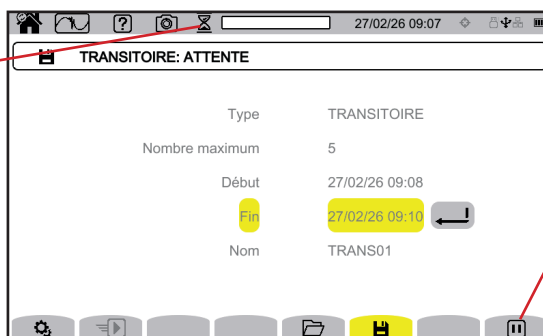 ? 27/02/26 09:07
TRANSITOIRE: ATTENTE
Type TRANSITOIRE
Nombre maximum 5
Début 27/02/26 09:08
Fin 27/02/26 09:10
Nom TRANS01